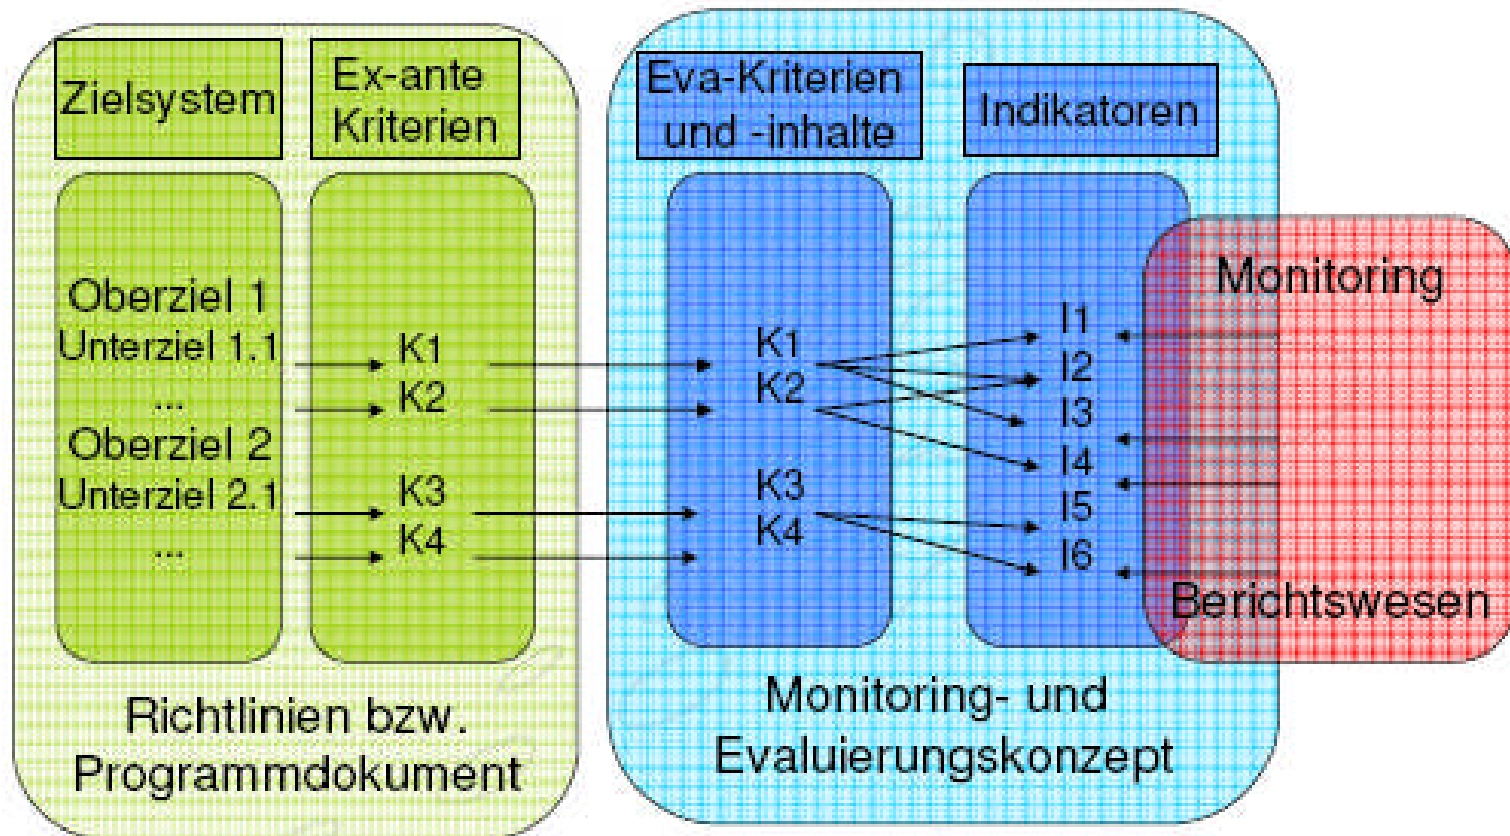 Zielsystem
Ex-ante
Kriterien
Oberziel 1
Unterziel 1.1
...
Oberziel 2
Unterziel 2.1
...
K1
K2
K3
K4
Richtlinien bzw.
Programmdokument
Eva-Kriterien
und -inhalte
Indikatoren
K1
K2
K3
K4
I1
I2
I3
I4
I5
I6
Monitoring
Berichtswesen
Monitoring- und
Evaluierungskonzept